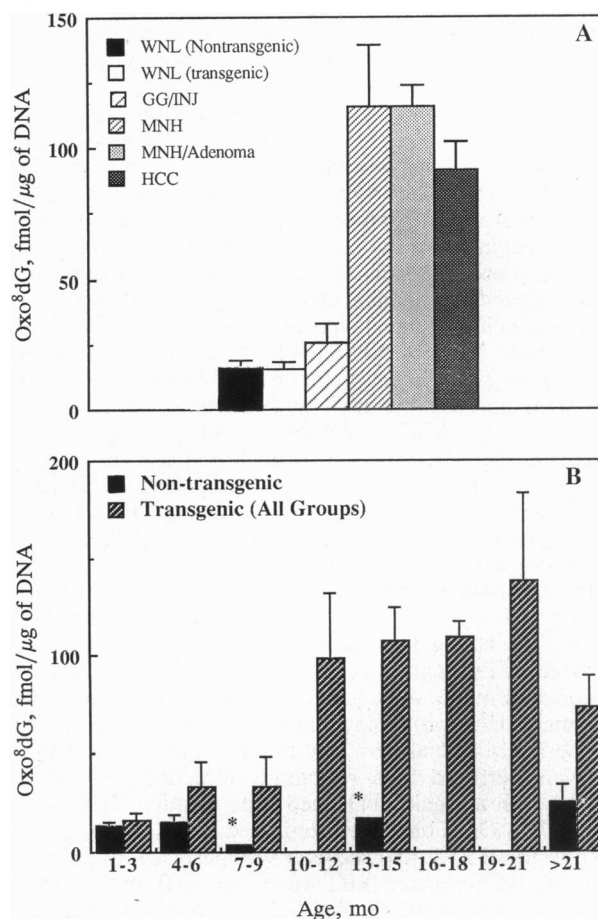 A
150
100
50
0
Oxo⁸dG, fmol/μg of DNA
WNL (Nontransgenic)
WNL (transgenic)
GG/INJ
MNH
MNH/Adenoma
HCC
B
200
100
0
Oxo⁸dG, fmol/μg of DNA
Non-transgenic
Transgenic (All Groups)
*
*
1-3 4-6 7-9 10-12 13-15 16-18 19-21 >21
Age, mo